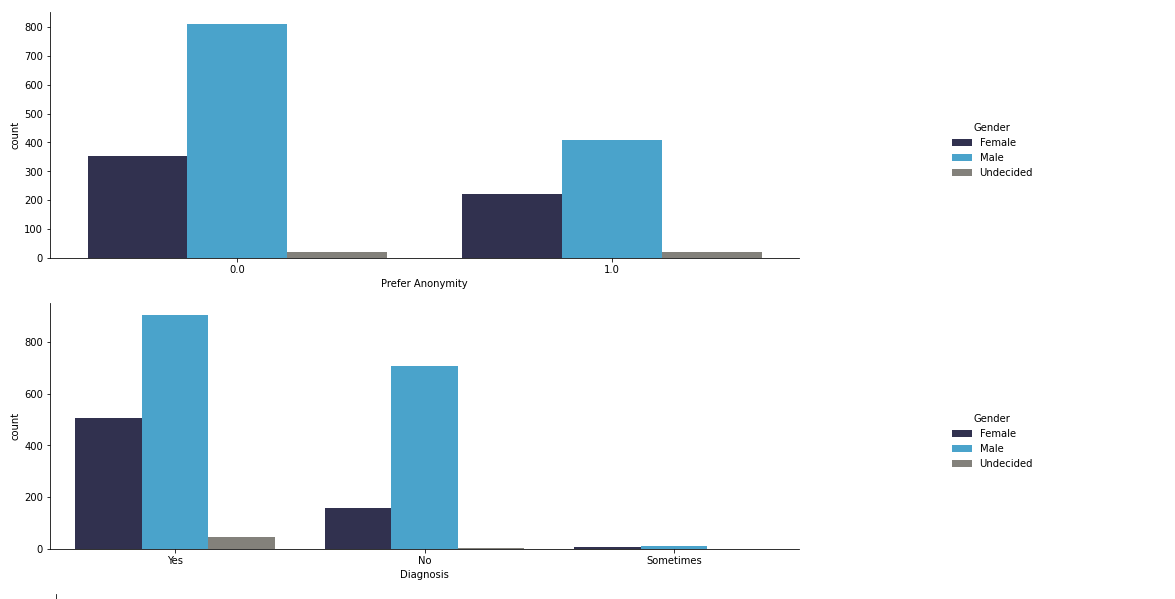 800
700
600
500
400
300
200
100
0
count
0.0
1.0
Prefer Anonymity
Gender
Female
Male
Undecided
800
600
400
200
0
count
Yes
No
Sometimes
Diagnosis
Gender
Female
Male
Undecided